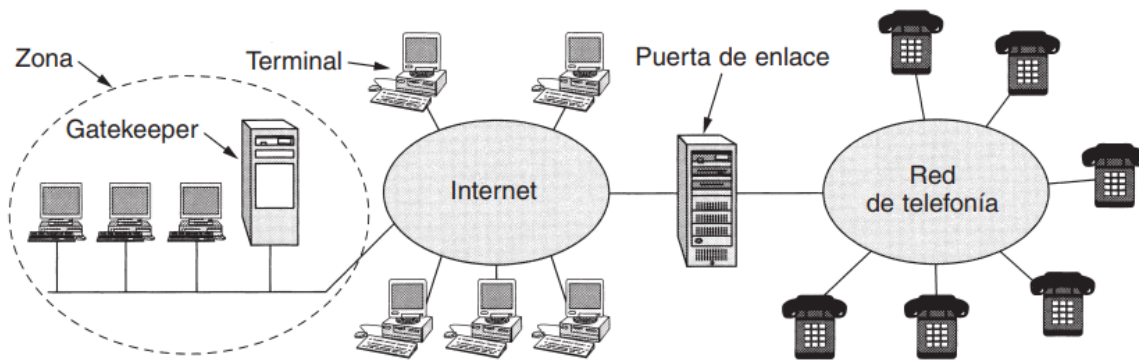 Zona
Gatekeeper
Terminal
Internet
Puerta de enlace
Red
de telefonía